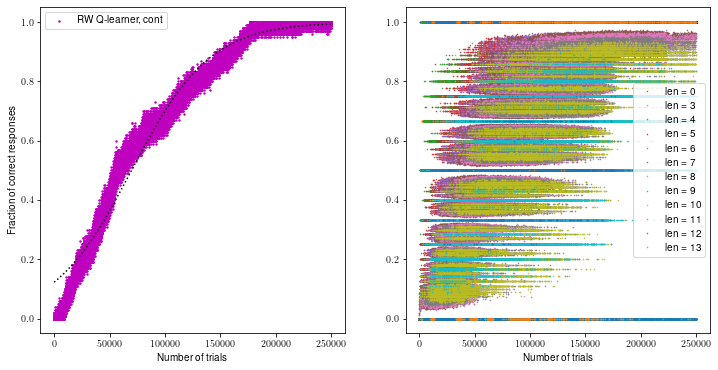 RW Q-learner, cont
Fraction of correct responses
1.0
0.8
0.6
0.4
0.2
0.0
0
50000
100000
150000
200000
250000
Number of trials
1.0
0.8
0.6
0.4
0.2
0.0
len = 0
len = 3
len = 4
len = 5
len = 6
len = 7
len = 8
len = 9
len = 10
len = 11
len = 12
len = 13
0
50000
100000
150000
200000
250000
Number of trials